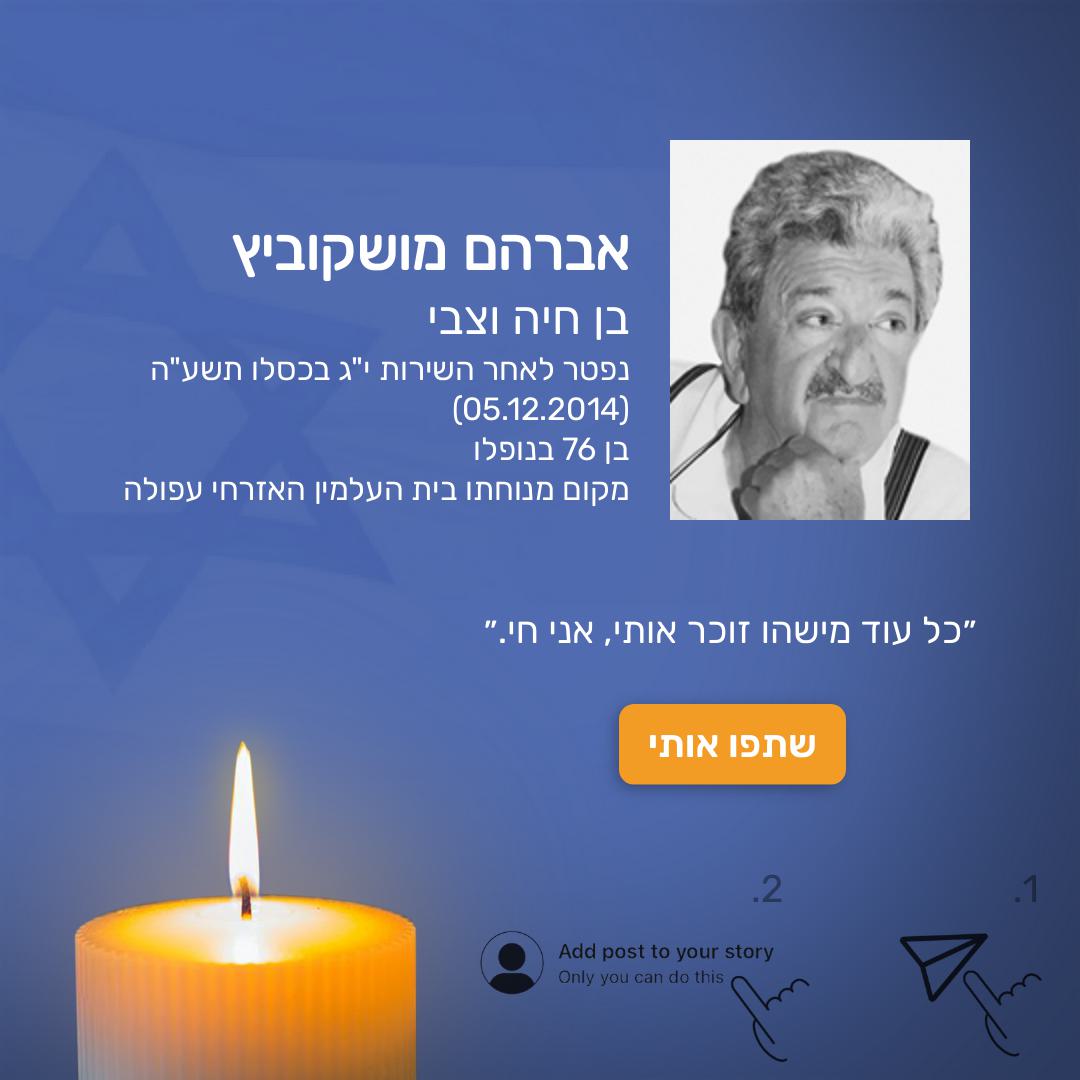 אברהם מושקוביץ
בן חיה וצבי
נפטר לאחר השירות י"ג בכסלו תשע"ה
(05.12.2014)
בן 76 בנופלו
מקום מנוחתו בית העלמין האזרחי עפולה
״כל עוד מישהו זוכר אותי, אני חי.״
שתפו אותי
.1
.2
Add post to your story
Only you can do this